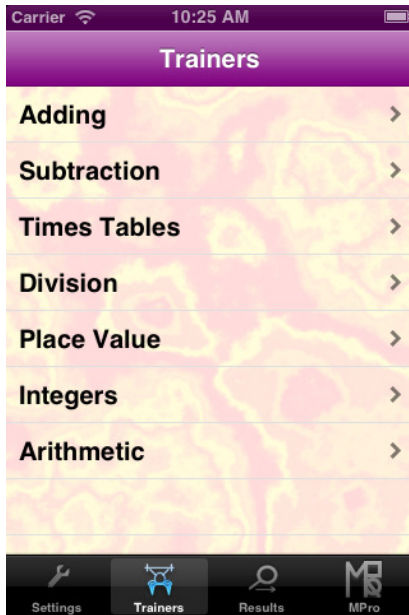 Carrier 10:25 AM
Trainers
Adding
Subtraction
Times Tables
Division
Place Value
Integers
Arithmetic
Settings Trainers Results MPro